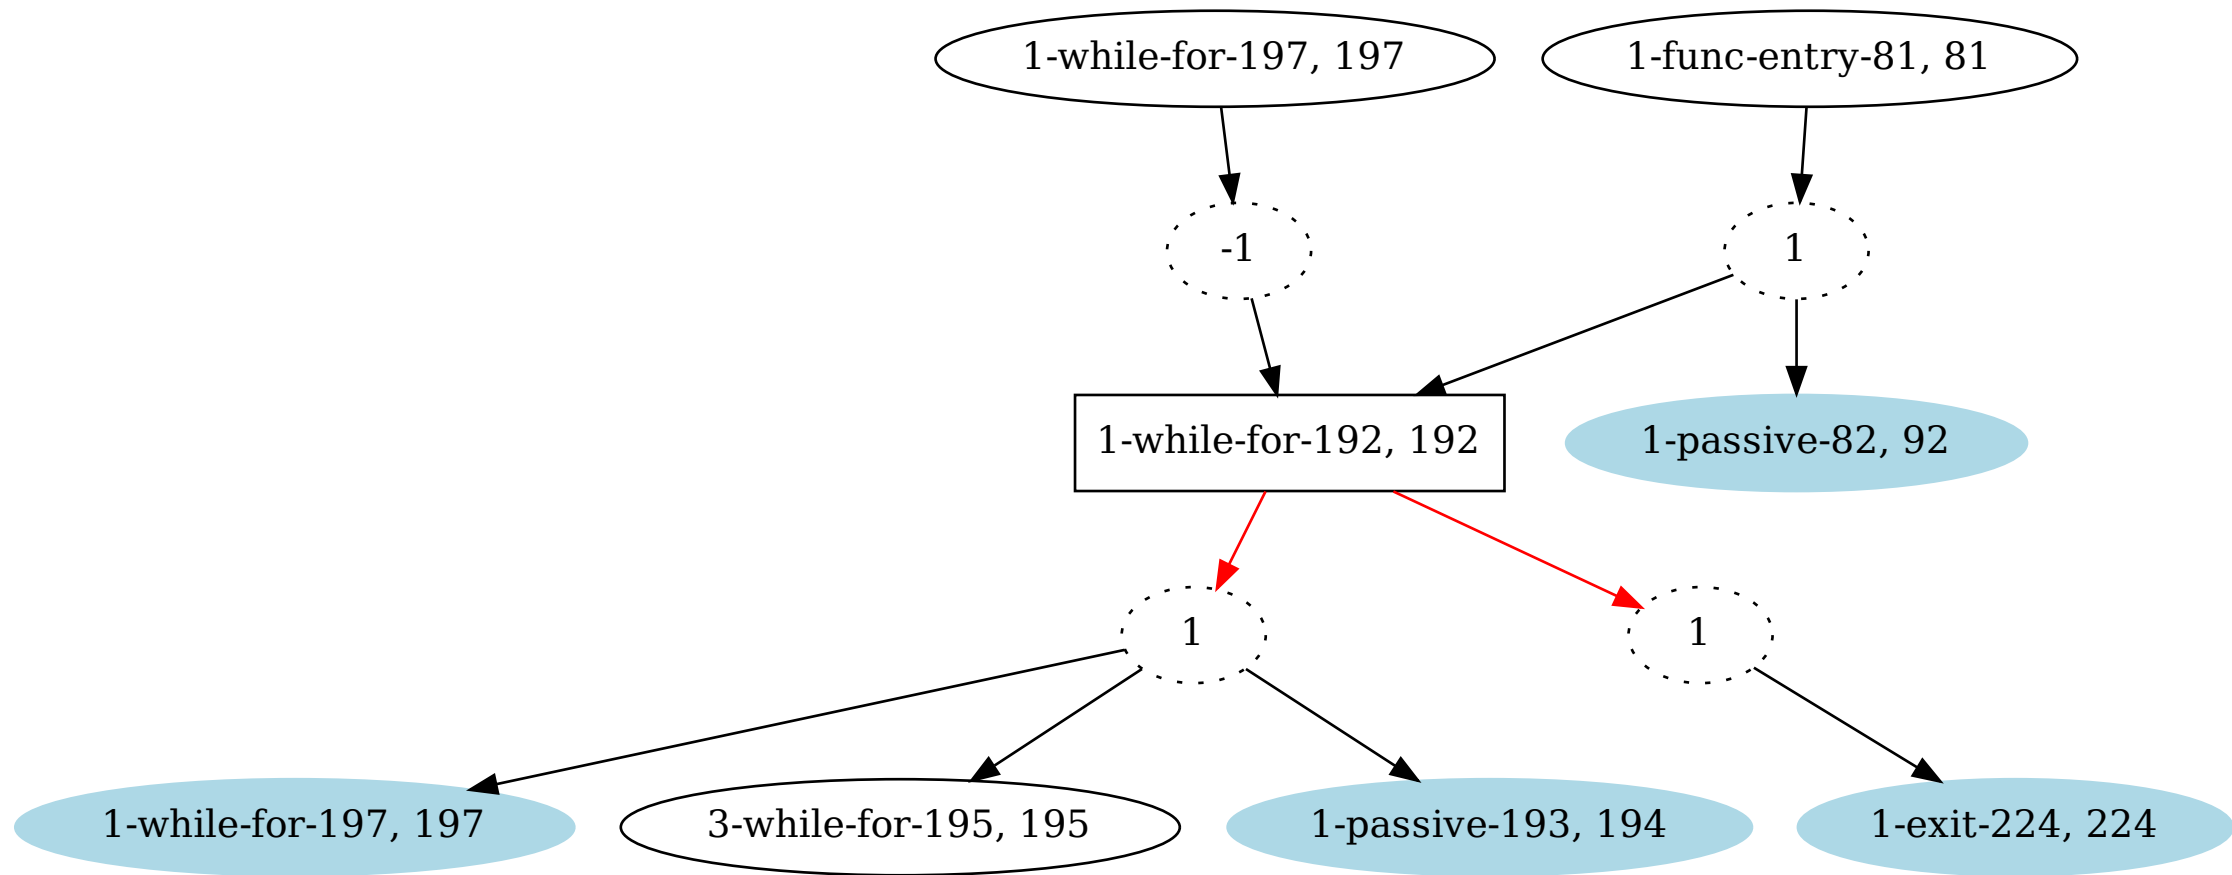 1-while-for-197, 197
1-func-entry-81, 81
-1
1
1-while-for-192, 192
1-passive-82, 92
1
1
1-while-for-197, 197
3-while-for-195, 195
1-passive-193, 194
1-exit-224, 224